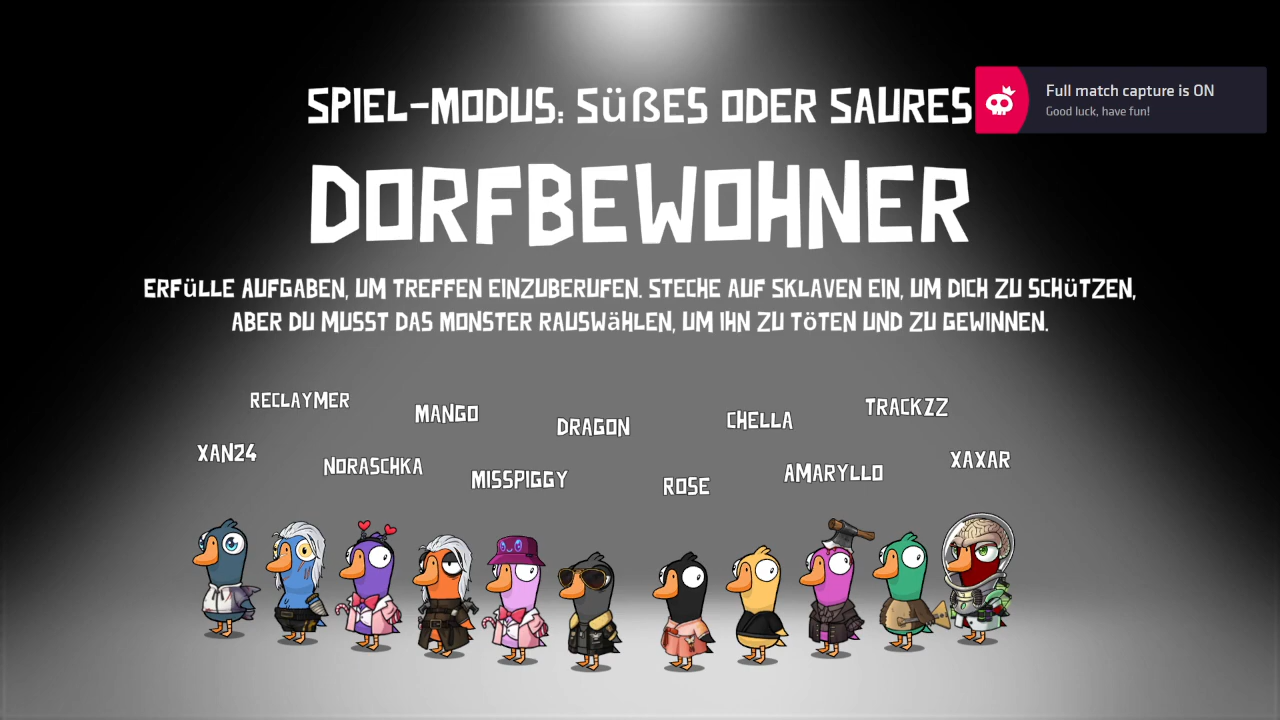 SPIEL-MODUS: SÜßES ODER SAURES
Full match capture is ON
Good luck, have fun!
DORFBEWOHNER
ERFÜLLE AUFGABEN, UM TREFFEN EINZUBERUFEN. STECHE AUF SKLAVEN EIN, UM DICH ZU SCHÜTZEN,
ABER DU MUSST DAS MONSTER RAUSWÄHLEN, UM IHN ZU TÖTEN UND ZU GEWINNEN.
RECLAYMER
MANGO
DRAGON
CHELLA
TRACKZZ
XAN24
NORASCHKA
MISSPIGGY
ROSE
AMARYLLO
XAXAR